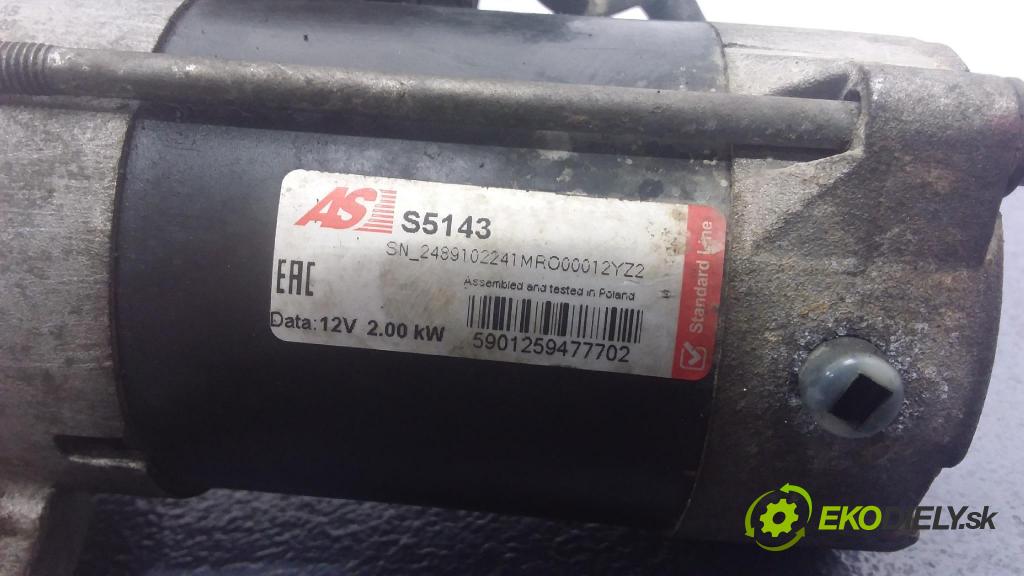 AS S5143
SN_2489102241MRO00012YZ2
Assembled and tested in Poland
EAC
Data:12V 2.00 kW
5901259477702
Standard Line
EKODIELY.sk